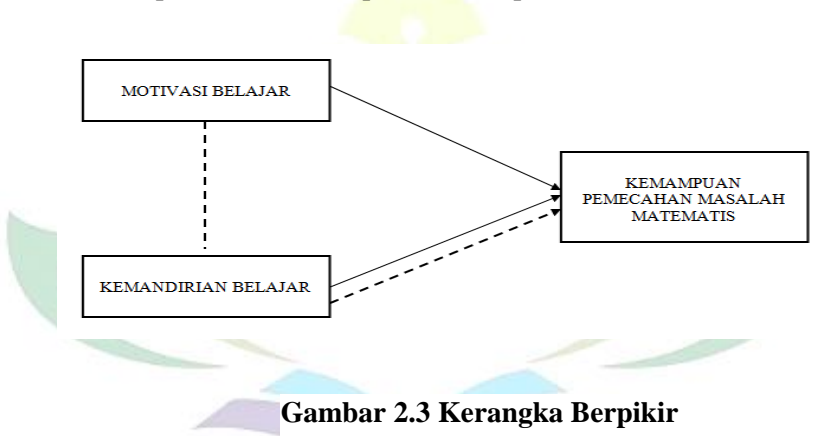 MOTIVASI BELAJAR
KEMAMPUAN
PEMECAHAN MASALAH
MATEMATIS
KEMANDIRIAN BELAJAR
Gambar 2.3 Kerangka Berpikir